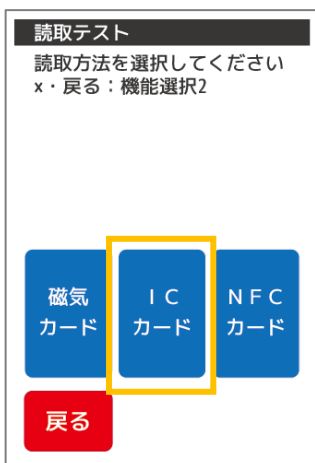 読取テスト
読取方法を選択してください
x・戻る：機能選択2
磁気
カード
ＩＣ
カード
ＮＦＣ
カード
戻る